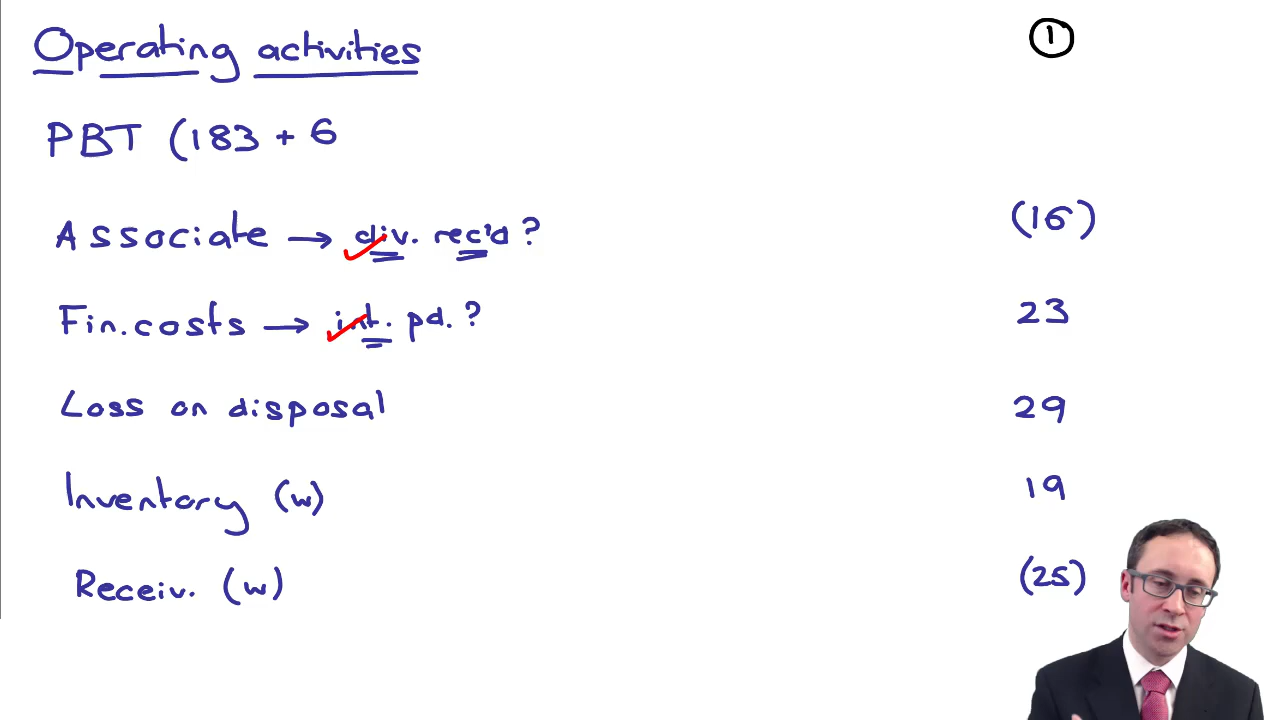 Operating activities
①
PBT (183 + 6
Associate → div. rec'd ? (16)
Fin. costs → int. pd. ? 23
Loss on disposal 29
Inventory (w) 19
Receiv. (w) (25)